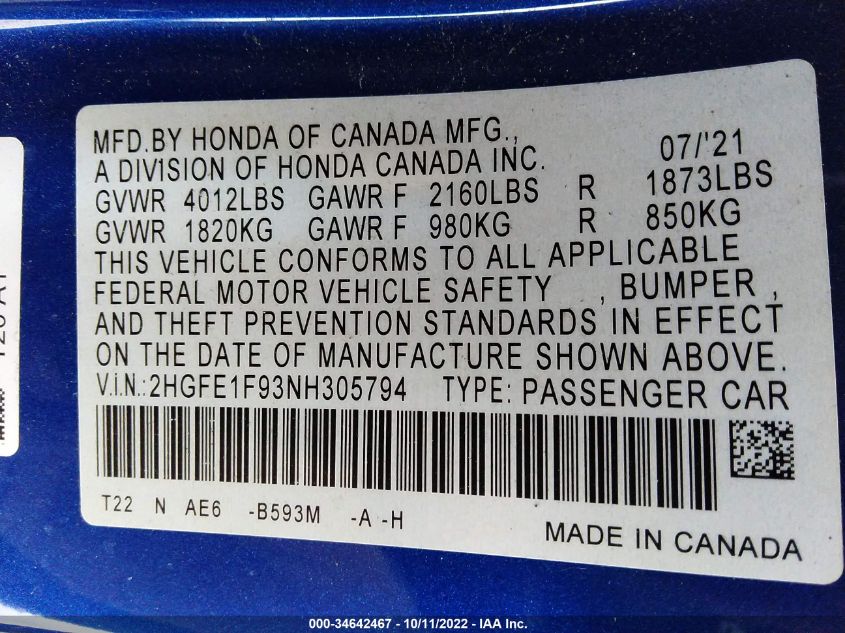 MFD.BY HONDA OF CANADA MFG., 07/'21
A DIVISION OF HONDA CANADA INC.
GVWR 4012LBS GAWR F 2160LBS R 1873LBS
GVWR 1820KG GAWR F 980KG R 850KG
THIS VEHICLE CONFORMS TO ALL APPLICABLE
FEDERAL MOTOR VEHICLE SAFETY , BUMPER ,
AND THEFT PREVENTION STANDARDS IN EFFECT
ON THE DATE OF MANUFACTURE SHOWN ABOVE.
V.i.N.: 2HGFE1F93NH305794 TYPE: PASSENGER CAR
T22 N AE6 -B593M -A -H
MADE IN CANADA
000-34642467 - 10/11/2022 - IAA Inc.